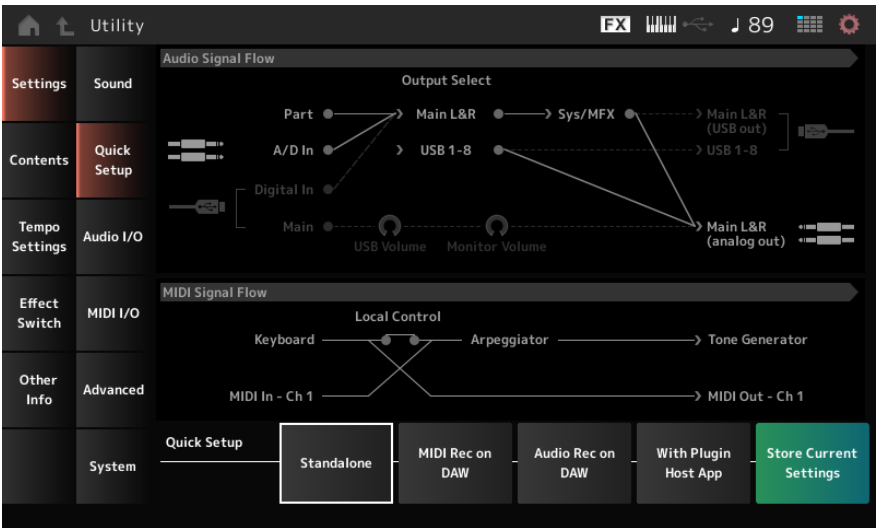 Utility
FX
♩ 89
Settings
Sound
Contents
Quick
Setup
Tempo
Settings
Audio I/O
Effect
Switch
MIDI I/O
Other
Info
Advanced
System
Audio Signal Flow
Output Select
Part
Main L&R
Sys/MFX
Main L&R
(USB out)
A/D In
USB 1-8
USB 1-8
Digital In
Main
USB Volume
Monitor Volume
Main L&R
(analog out)
MIDI Signal Flow
Local Control
Keyboard
Arpeggiator
Tone Generator
MIDI In - Ch 1
MIDI Out - Ch 1
Quick Setup
Standalone
MIDI Rec on
DAW
Audio Rec on
DAW
With Plugin
Host App
Store Current
Settings